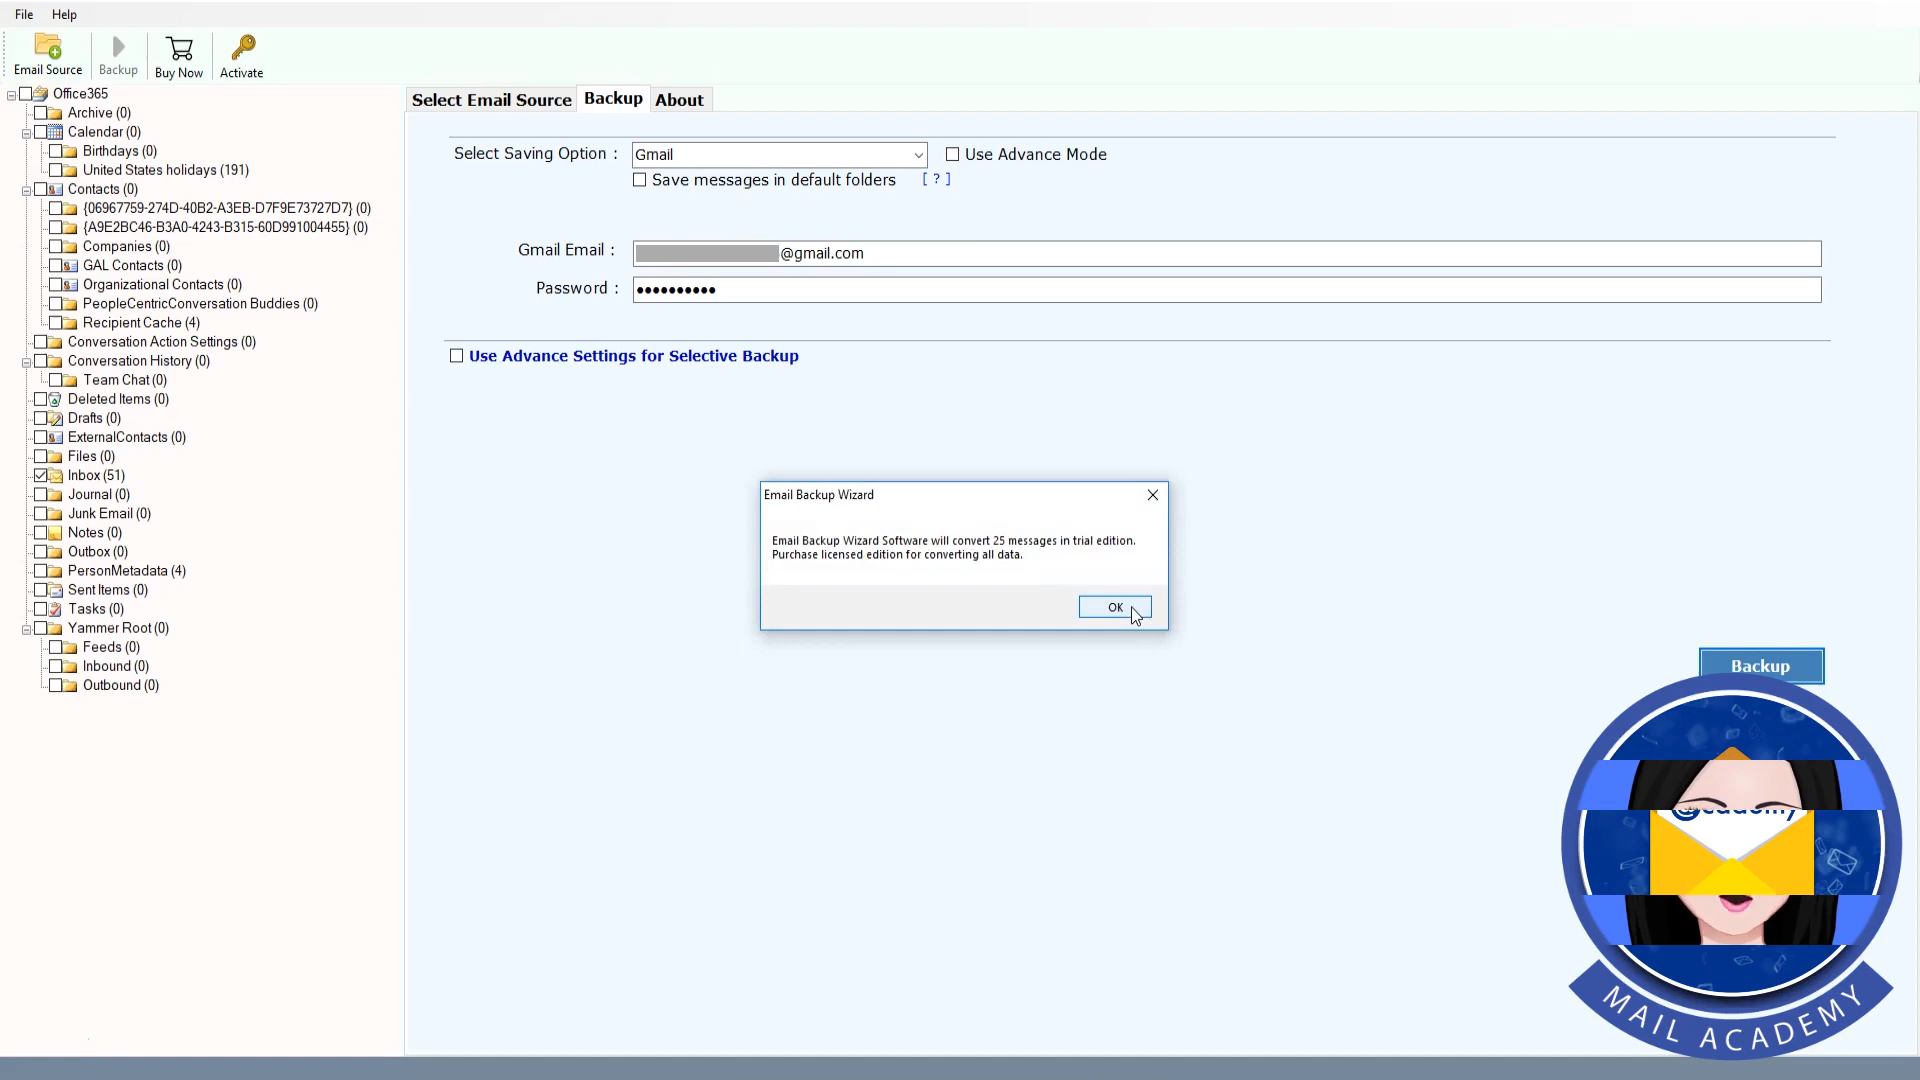 File Help
Email Source Backup Buy Now Activate
Office365
Archive (0)
Calendar (0)
Birthdays (0)
United States holidays (191)
Contacts (0)
{06967759-274D-40B2-A3EB-D7F9E73727D7} (0)
{A9E2BC46-B3A0-4243-B315-60D991004455} (0)
Companies (0)
GAL Contacts (0)
Organizational Contacts (0)
PeopleCentricConversation Buddies (0)
Recipient Cache (4)
Conversation Action Settings (0)
Conversation History (0)
Team Chat (0)
Deleted Items (0)
Drafts (0)
ExternalContacts (0)
Files (0)
Inbox (51)
Journal (0)
Junk Email (0)
Notes (0)
Outbox (0)
PersonMetadata (4)
Sent Items (0)
Tasks (0)
Yammer Root (0)
Feeds (0)
Inbound (0)
Outbound (0)
Select Email Source Backup About
Select Saving Option : Gmail Use Advance Mode
Save messages in default folders [ ? ]
Gmail Email : @gmail.com
Password : ••••••••••
Use Advance Settings for Selective Backup
Email Backup Wizard
Email Backup Wizard Software will convert 25 messages in trial edition.
Purchase licensed edition for converting all data.
OK
Backup
MAIL ACADEMY